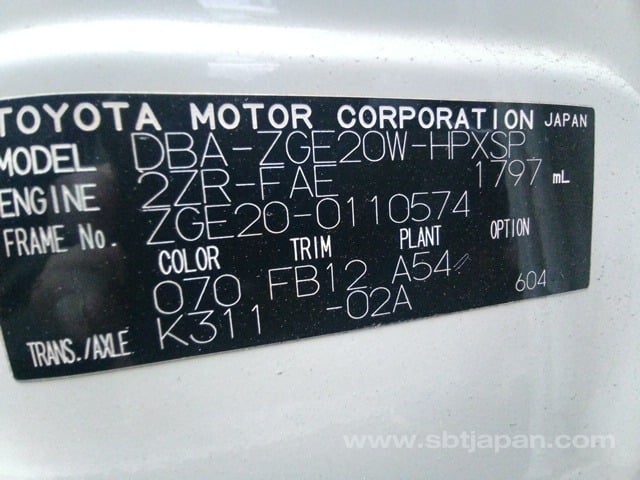 TOYOTA MOTOR CORPORATION JAPAN
MODEL DBA-ZGE20W-HPXSP
ENGINE 2ZR-FAE 1797 mL
FRAME No. ZGE20-0110574
COLOR TRIM PLANT OPTION
070 FB12 A54 604
TRANS./AXLE K311 -02A
www.sbtjapan.com